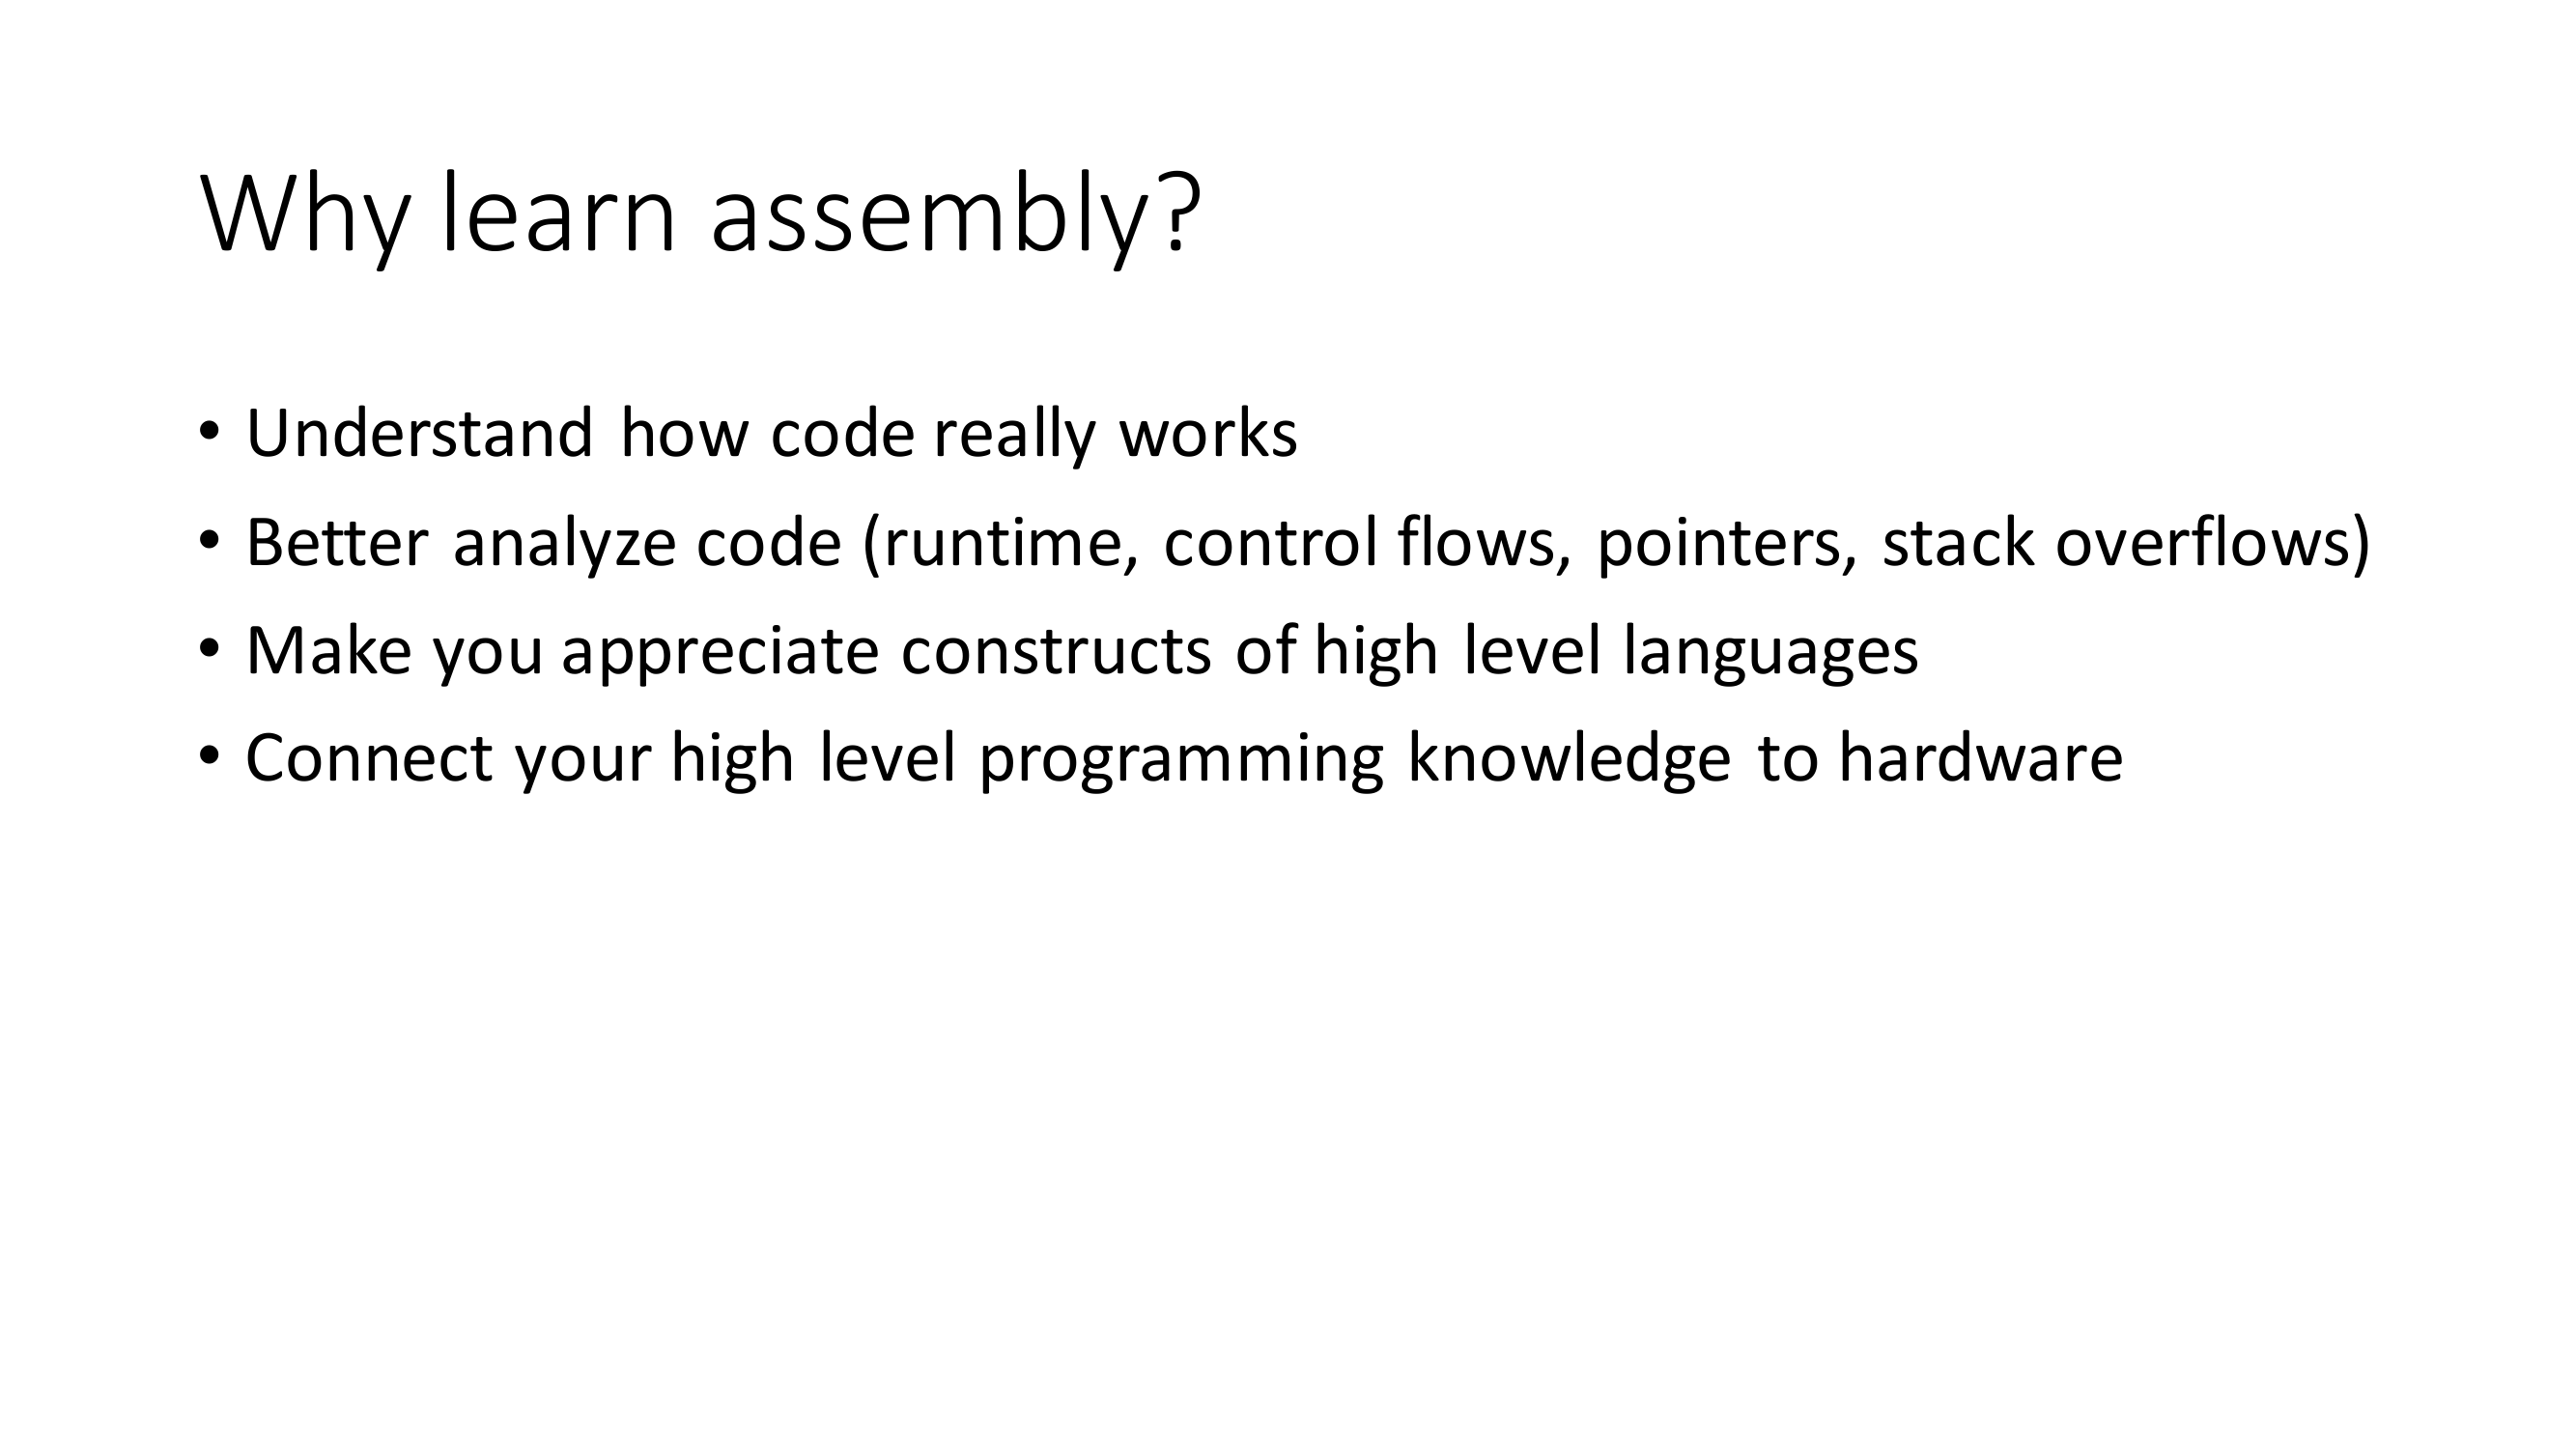 Why learn assembly?
• Understand how code really works
• Better analyze code (runtime, control flows, pointers, stack overflows)
• Make you appreciate constructs of high level languages
• Connect your high level programming knowledge to hardware